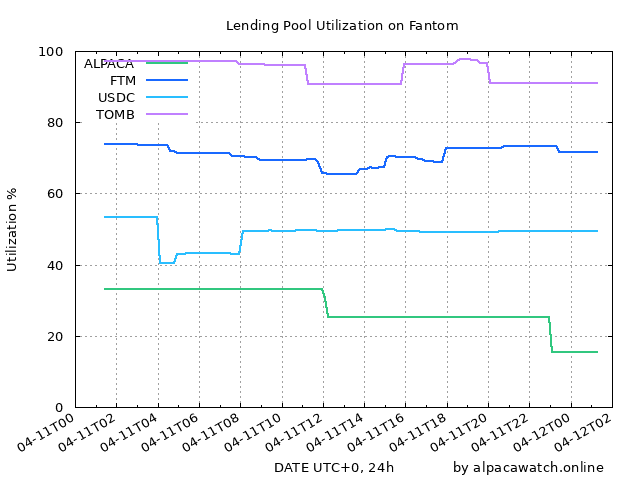 Lending Pool Utilization on Fantom
100
80
60
40
20
0
Utilization %
ALPACA
FTM
USDC
TOMB
04-11T00
04-11T02
04-11T04
04-11T06
04-11T08
04-11T10
04-11T12
04-11T14
04-11T16
04-11T18
04-11T20
04-11T22
04-12T00
04-12T02
DATE UTC+0, 24h
by alpacawatch.online